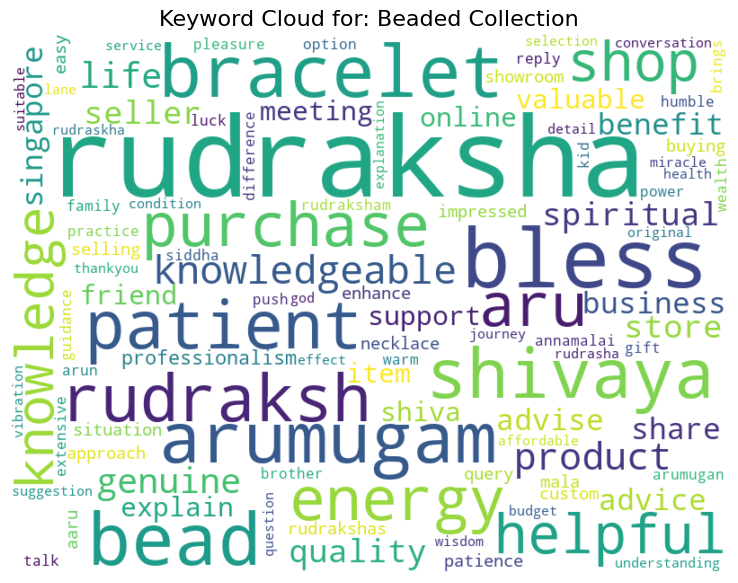 Keyword Cloud for: Beaded Collection
easy
service
pleasure
option
selection
conversation
suitable
singapore
lane
life
bracelet
reply
showroom
shop
brings
seller
luck
meeting
online
valuable
humble
benefit
rudraskha
difference
rudraksha
explanation
kid
detail
buying
miracle
health
wealth
family
condition
rudraksham
impressed
power
knowledge
practice
purchase
spiritual
original
selling
siddha
thankyou
knowledgeable
bless
guidance
friend
push
god
enhance
aru
business
patient
support
journey
annamalai
store
vibration
arun
professionalism
effect
necklace
warm
rudrasha
gift
extensive
rudraksh
item
shivaya
situation
shiva
advise
share
approach
arumugam
affordable
product
suggestion
genuine
brother
query
mala
arumugan
aaru
explain
energy
custom
advice
bead
question
rudrakshas
budget
helpful
talk
quality
wisdom
patience
understanding